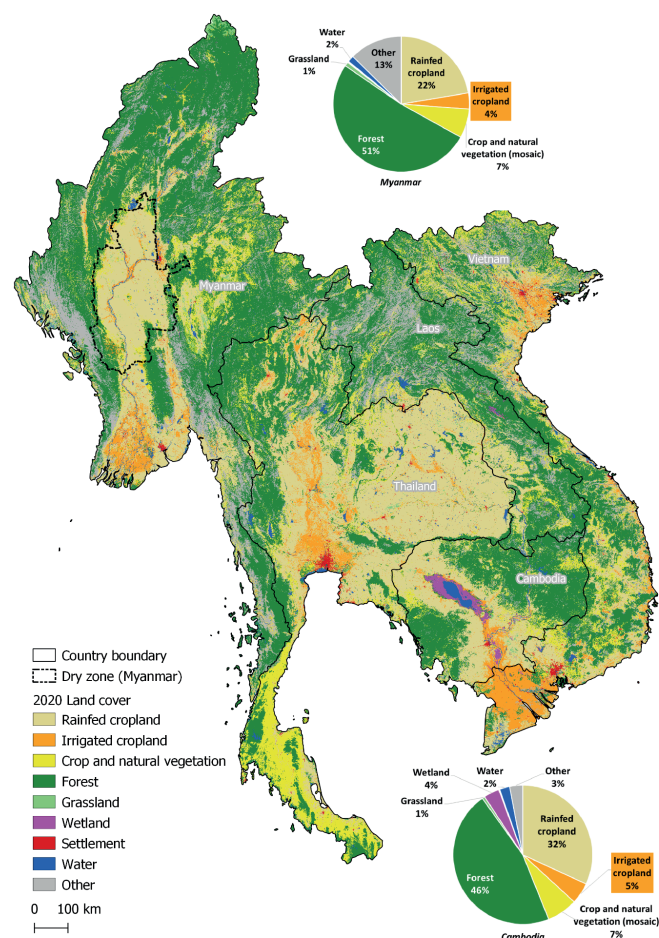 Water
2%
Other
13%
Grassland
1%
Rainfed
cropland
22%
Irrigated
cropland
4%
Forest
51%
Crop and natural
vegetation (mosaic)
7%
Myanmar
Vietnam
Myanmar
Laos
Thailand
Cambodia
Country boundary
Dry zone (Myanmar)
2020 Land cover
Rainfed cropland
Irrigated cropland
Crop and natural vegetation
Forest
Grassland
Wetland
Settlement
Water
Other
0 100 km
Wetland
4%
Water
2%
Other
3%
Grassland
1%
Rainfed
cropland
32%
Irrigated
cropland
5%
Forest
46%
Crop and natural
vegetation (mosaic)
7%
Cambodia